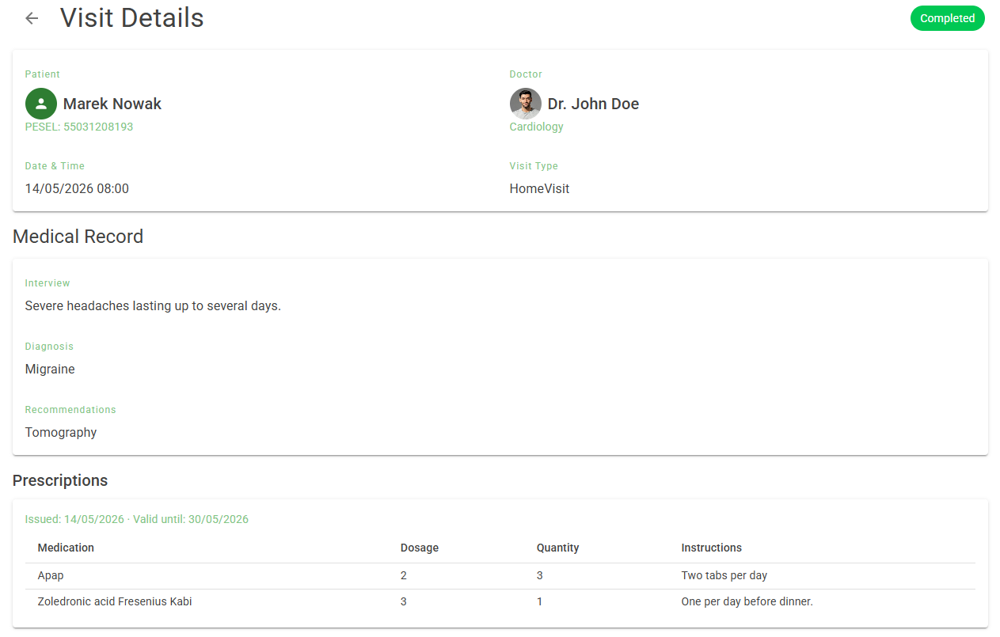 Visit Details
Completed
Patient
Doctor
Marek Nowak
Dr. John Doe
PESEL: 55031208193
Cardiology
Date & Time
Visit Type
14/05/2026 08:00
HomeVisit
Medical Record
Interview
Severe headaches lasting up to several days.
Diagnosis
Migraine
Recommendations
Tomography
Prescriptions
Issued: 14/05/2026 · Valid until: 30/05/2026
Medication Dosage Quantity Instructions
Apap 2 3 Two tabs per day
Zoledronic acid Fresenius Kabi 3 1 One per day before dinner.